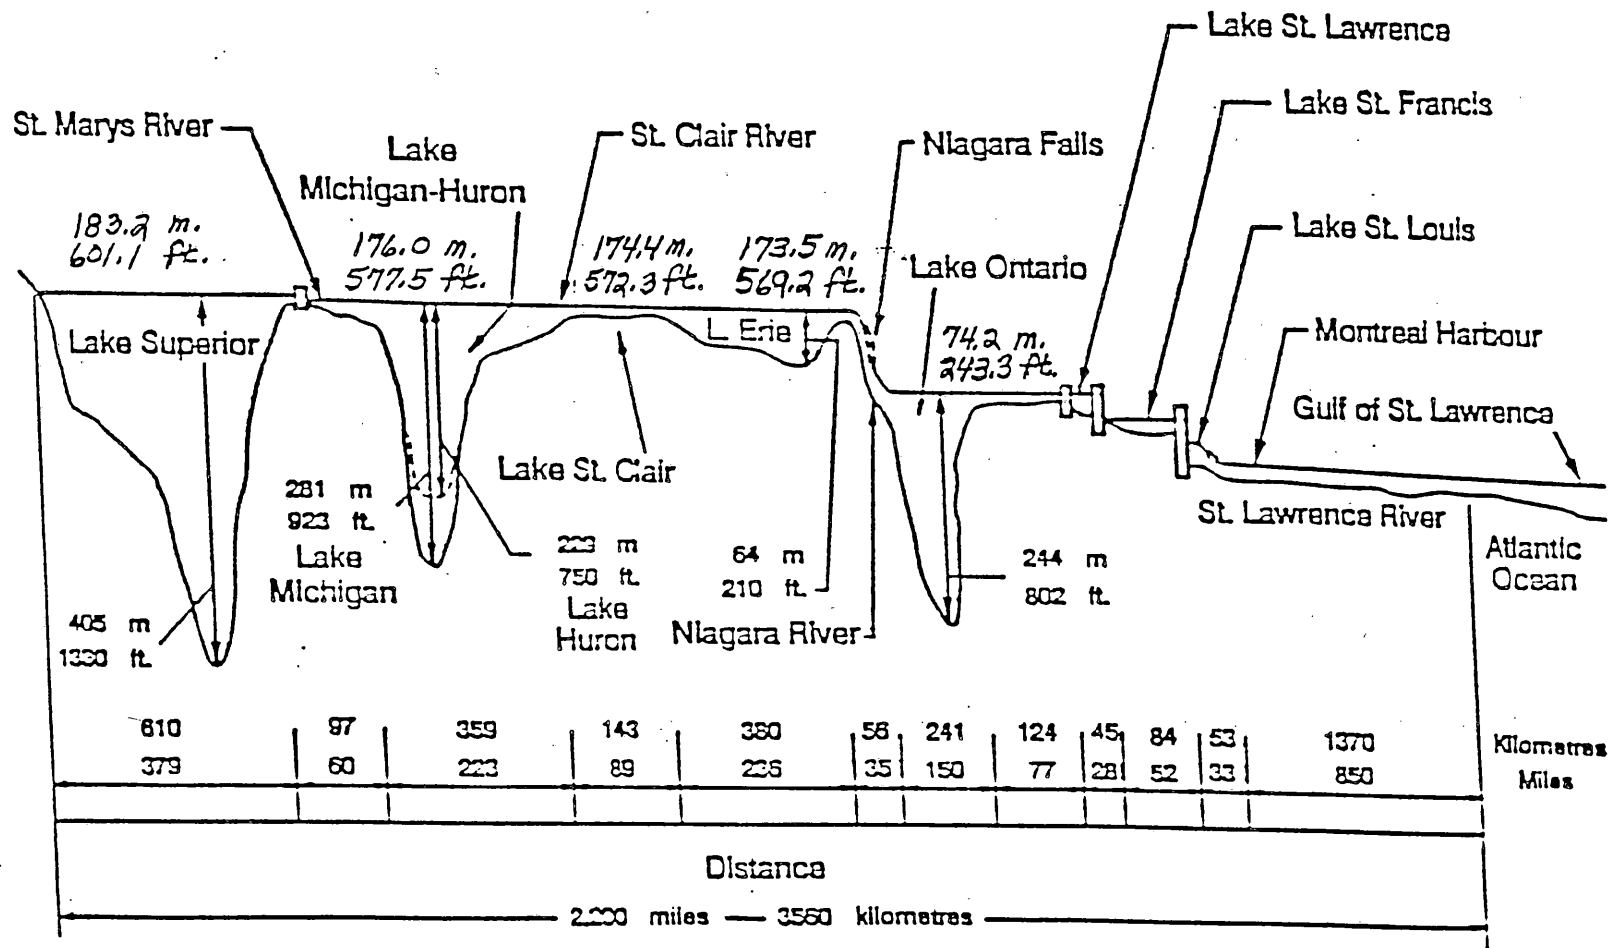 Lake St. Lawrence
Lake St. Francis
St. Marys River
Lake
Michigan-Huron
St. Clair River
Niagara Falls
Lake St. Louis
183.2 m.
601.1 ft.
176.0 m.
577.5 ft.
174.4 m.
572.3 ft.
173.5 m.
569.2 ft.
Lake Ontario
Lake Superior
L. Erie
74.2 m.
243.3 ft.
Montreal Harbour
Gulf of St. Lawrence
Lake St. Clair
281 m
923 ft.
Lake
Michigan
m
750 ft.
Lake
Huron
64 m
210 ft.
Niagara River
244 m
802 ft.
St. Lawrence River
Atlantic
Ocean
405 m
ft.
610 97 359 143 380 56 241 124 45 84 53 1370 Kilometres
379 60 223 89 236 35 150 77 28 52 33 850 Miles
Distance
miles 3560 kilometres